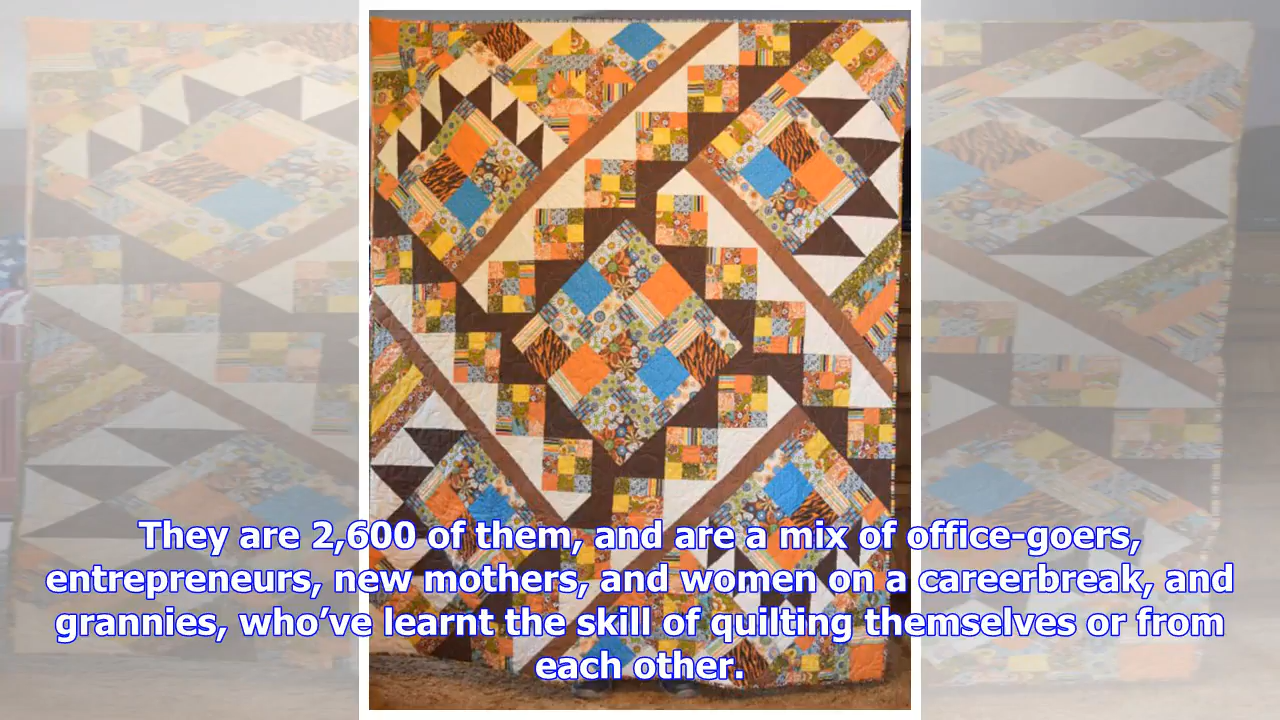 They are 2,600 of them, and are a mix of office-goers,
entrepreneurs, new mothers, and women on a careerbreak, and
grannies, who’ve learnt the skill of quilting themselves or from
each other.